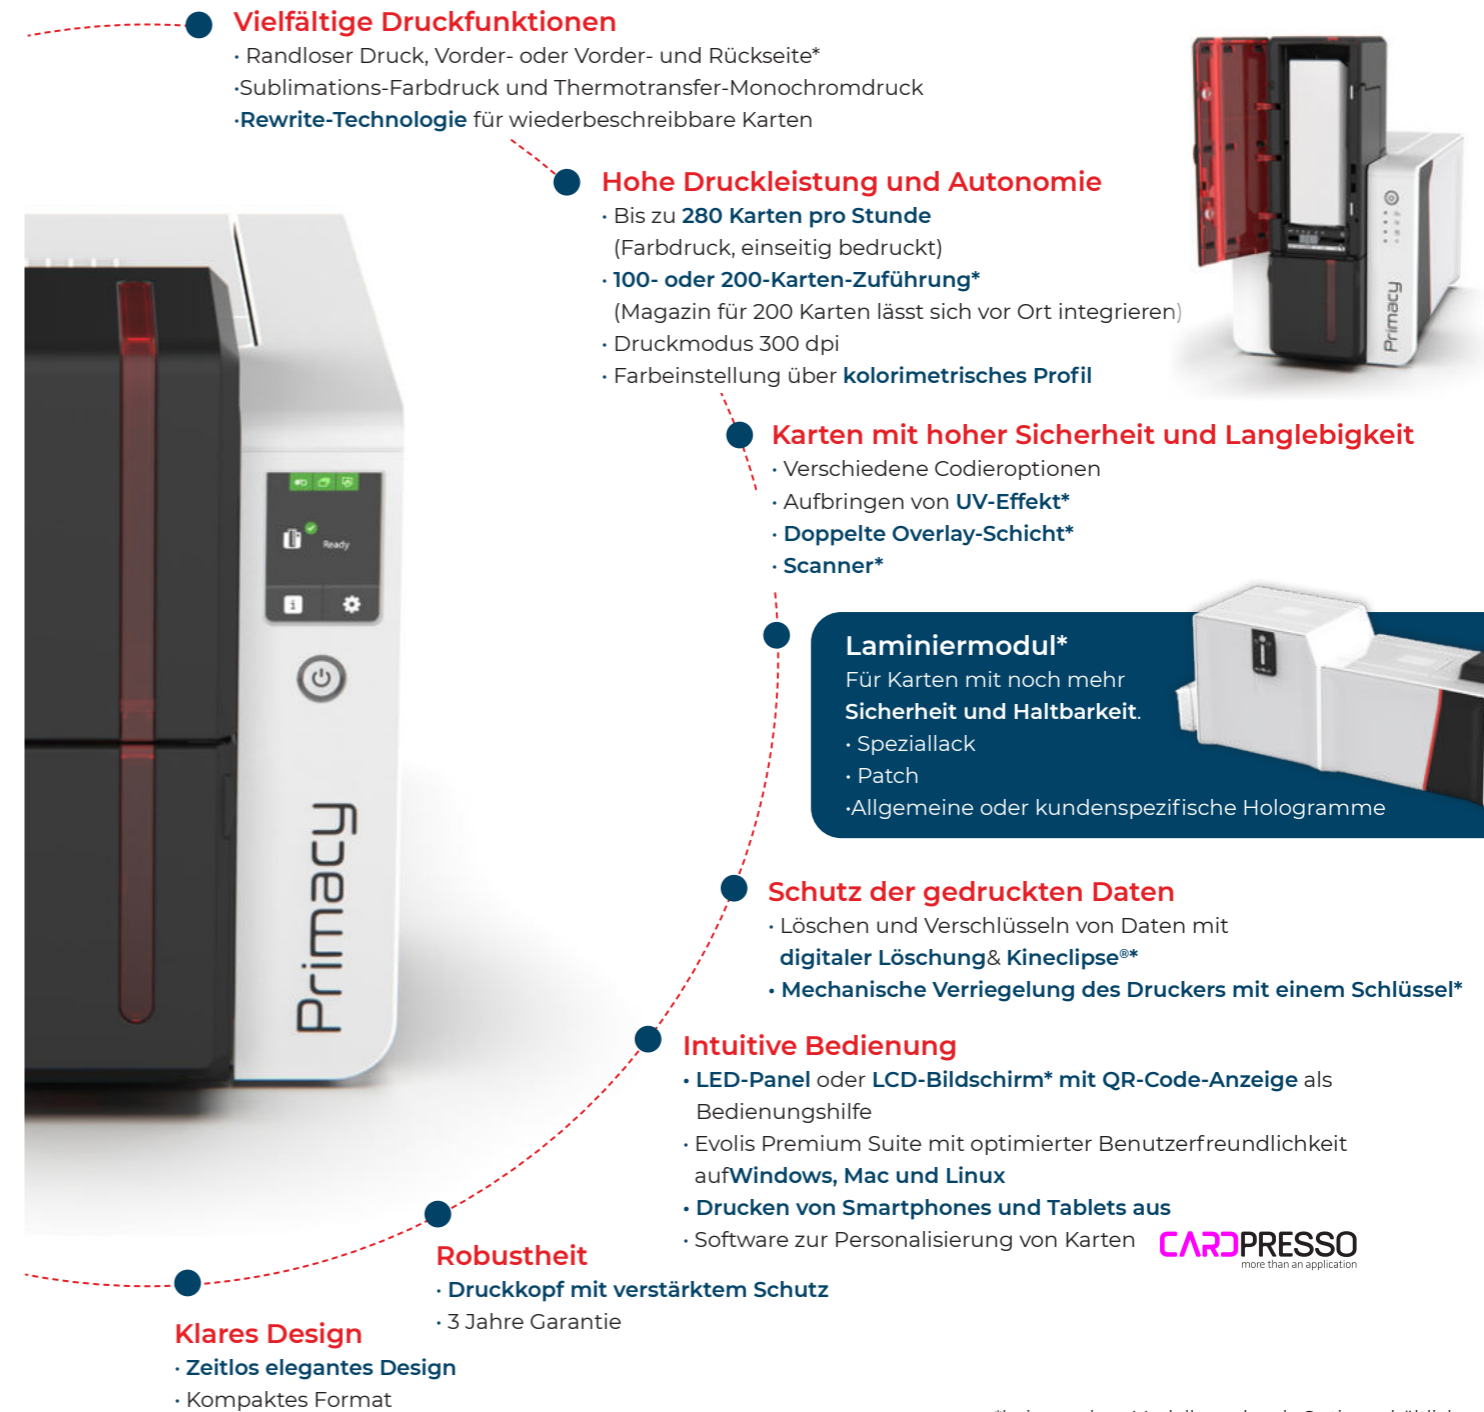 Vielfältige Druckfunktionen
· Randloser Druck, Vorder- oder Vorder- und Rückseite*
·Sublimations-Farbdruck und Thermotransfer-Monochromdruck
·Rewrite-Technologie für wiederbeschreibbare Karten
Hohe Druckleistung und Autonomie
· Bis zu 280 Karten pro Stunde
(Farbdruck, einseitig bedruckt)
· 100- oder 200-Karten-Zuführung*
(Magazin für 200 Karten lässt sich vor Ort integrieren)
· Druckmodus 300 dpi
· Farbeinstellung über kolorimetrisches Profil
Primacy
Karten mit hoher Sicherheit und Langlebigkeit
· Verschiedene Codieroptionen
· Aufbringen von UV-Effekt*
· Doppelte Overlay-Schicht*
· Scanner*
Ready
Primacy
Laminiermodul*
Für Karten mit noch mehr
Sicherheit und Haltbarkeit.
· Speziallack
· Patch
·Allgemeine oder kundenspezifische Hologramme
Schutz der gedruckten Daten
· Löschen und Verschlüsseln von Daten mit
digitaler Löschung& Kineclipse®*
· Mechanische Verriegelung des Druckers mit einem Schlüssel*
Intuitive Bedienung
· LED-Panel oder LCD-Bildschirm* mit QR-Code-Anzeige als
Bedienungshilfe
· Evolis Premium Suite mit optimierter Benutzerfreundlichkeit
aufWindows, Mac und Linux
· Drucken von Smartphones und Tablets aus
· Software zur Personalisierung von Karten
CARDPRESSO
more than an application
Robustheit
· Druckkopf mit verstärktem Schutz
· 3 Jahre Garantie
Klares Design
· Zeitlos elegantes Design
· Kompaktes Format